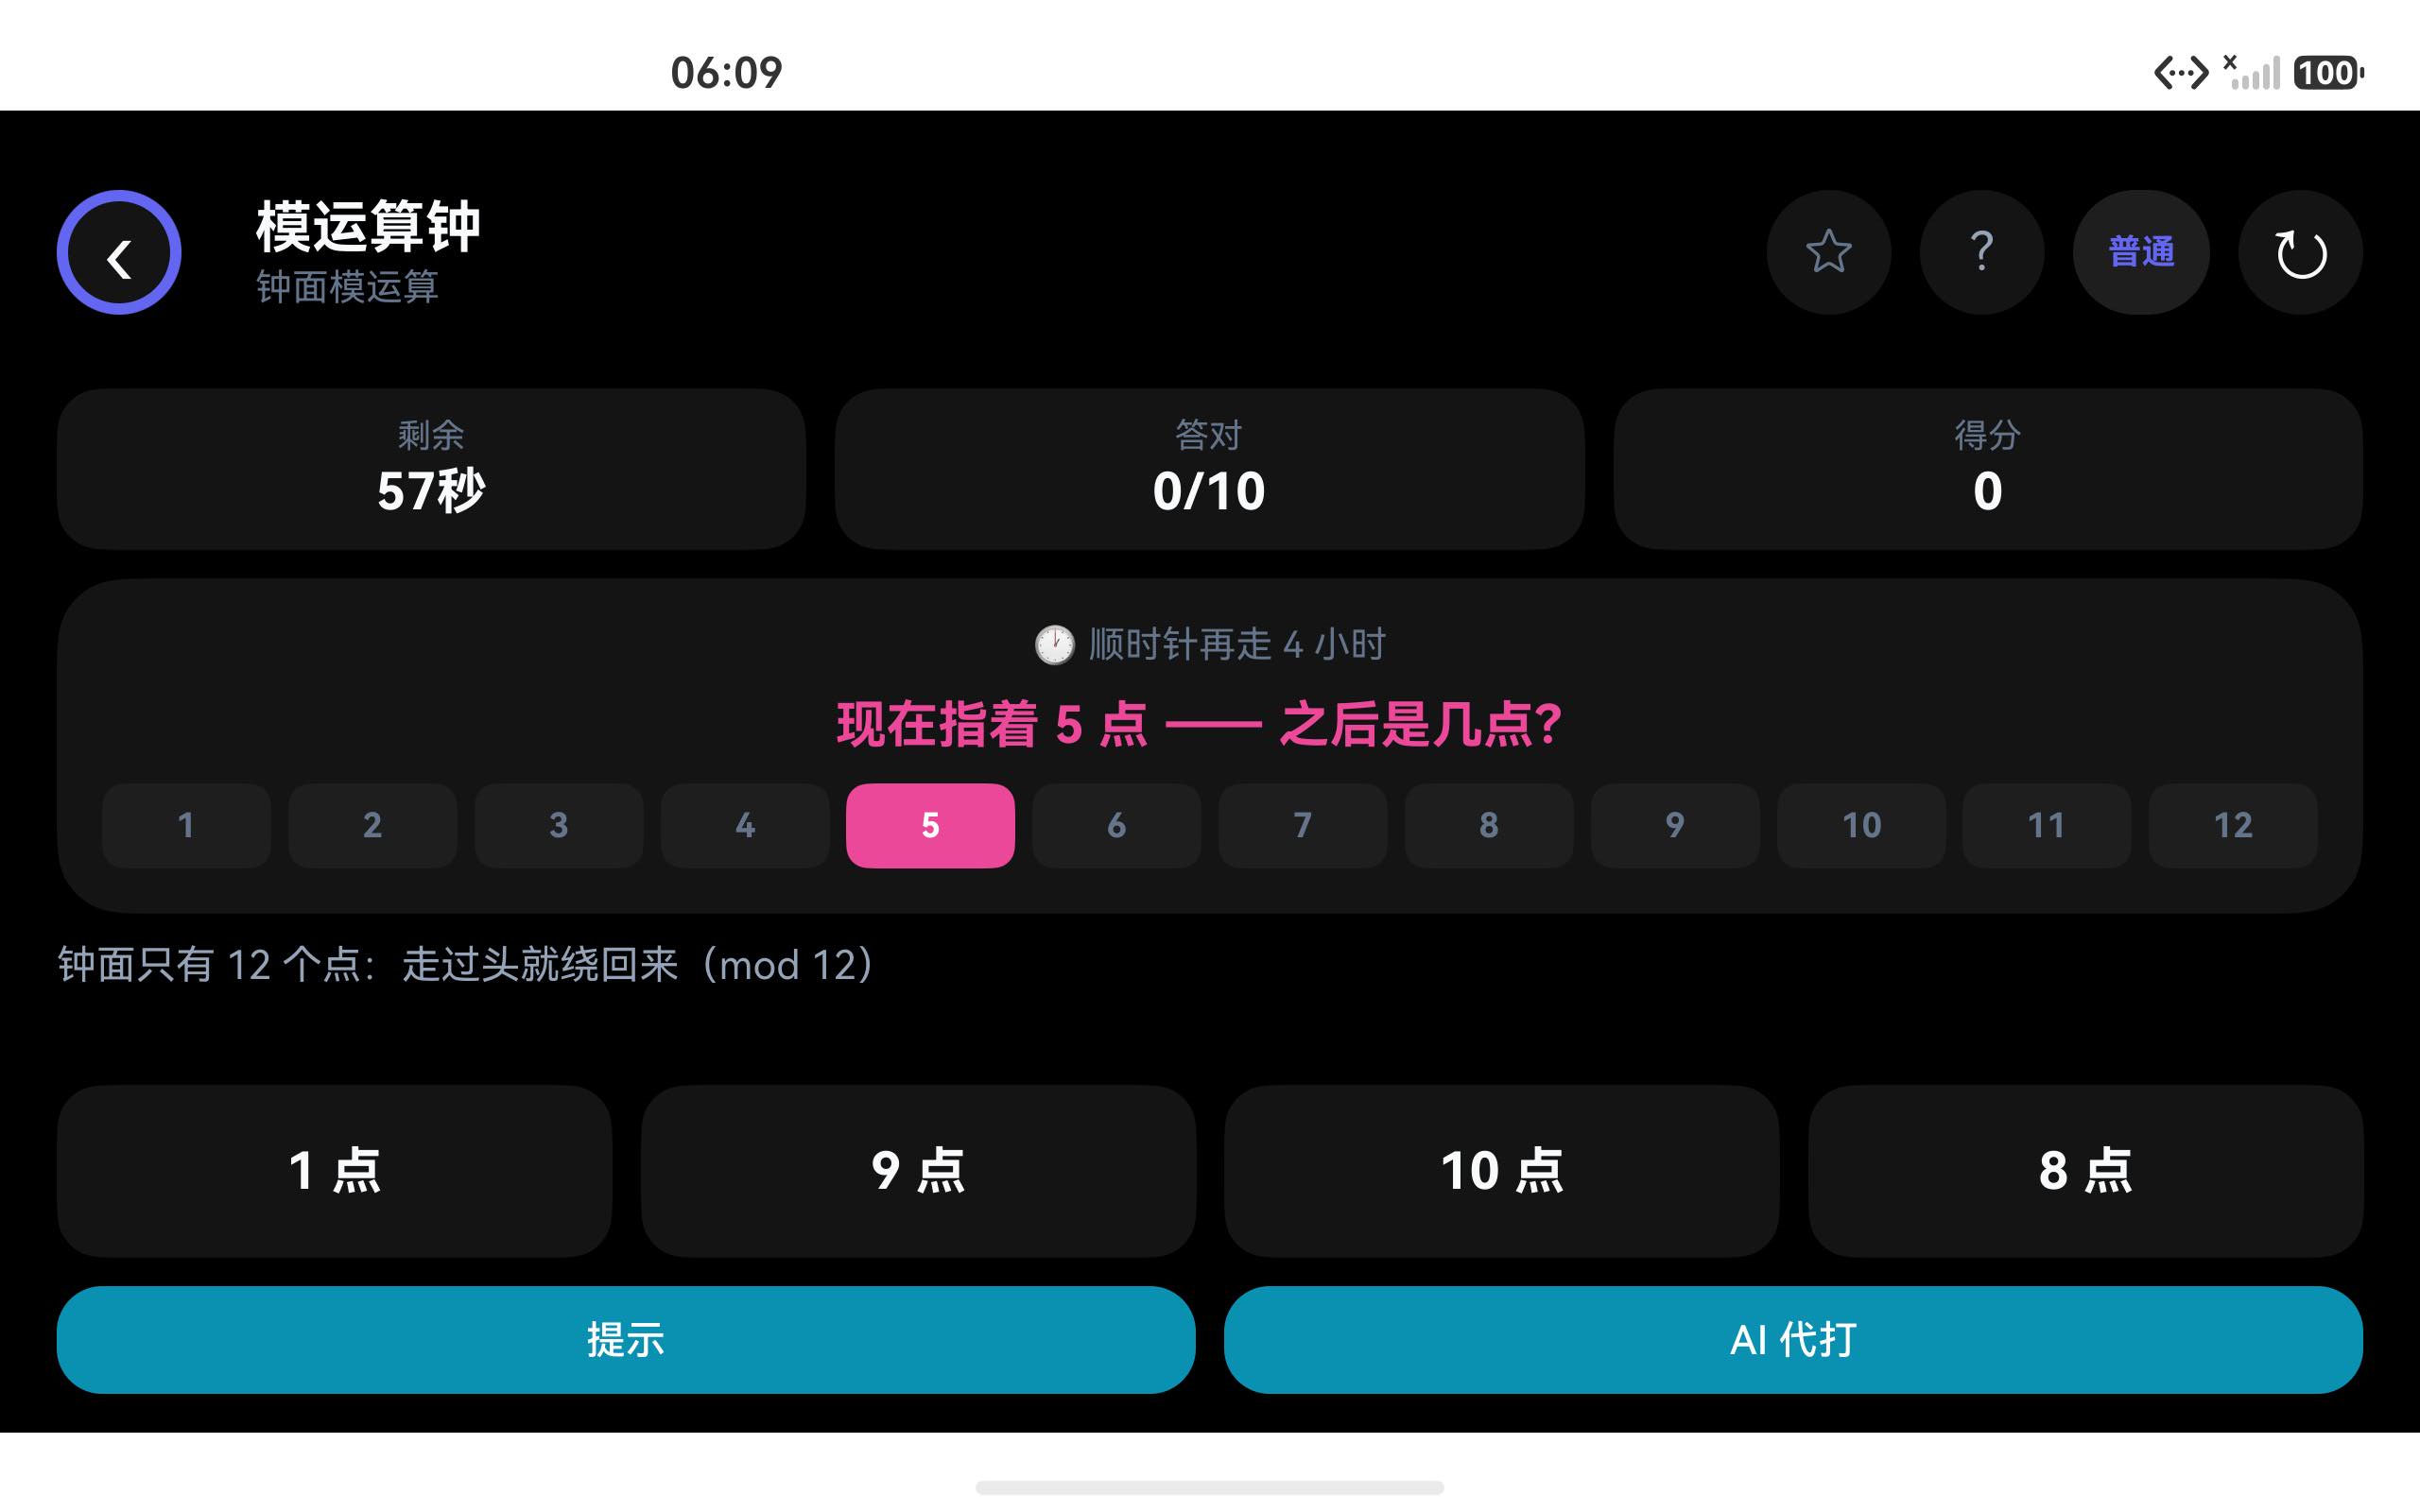 06:09
100
模运算钟
钟面模运算
?
普通
剩余
57秒
答对
0/10
得分
0
顺时针再走 4 小时
现在指着 5 点 —— 之后是几点?
1 2 3 4 5 6 7 8 9 10 11 12
钟面只有 12 个点：走过头就绕回来（mod 12）
1 点
9 点
10 点
8 点
提示
AI 代打